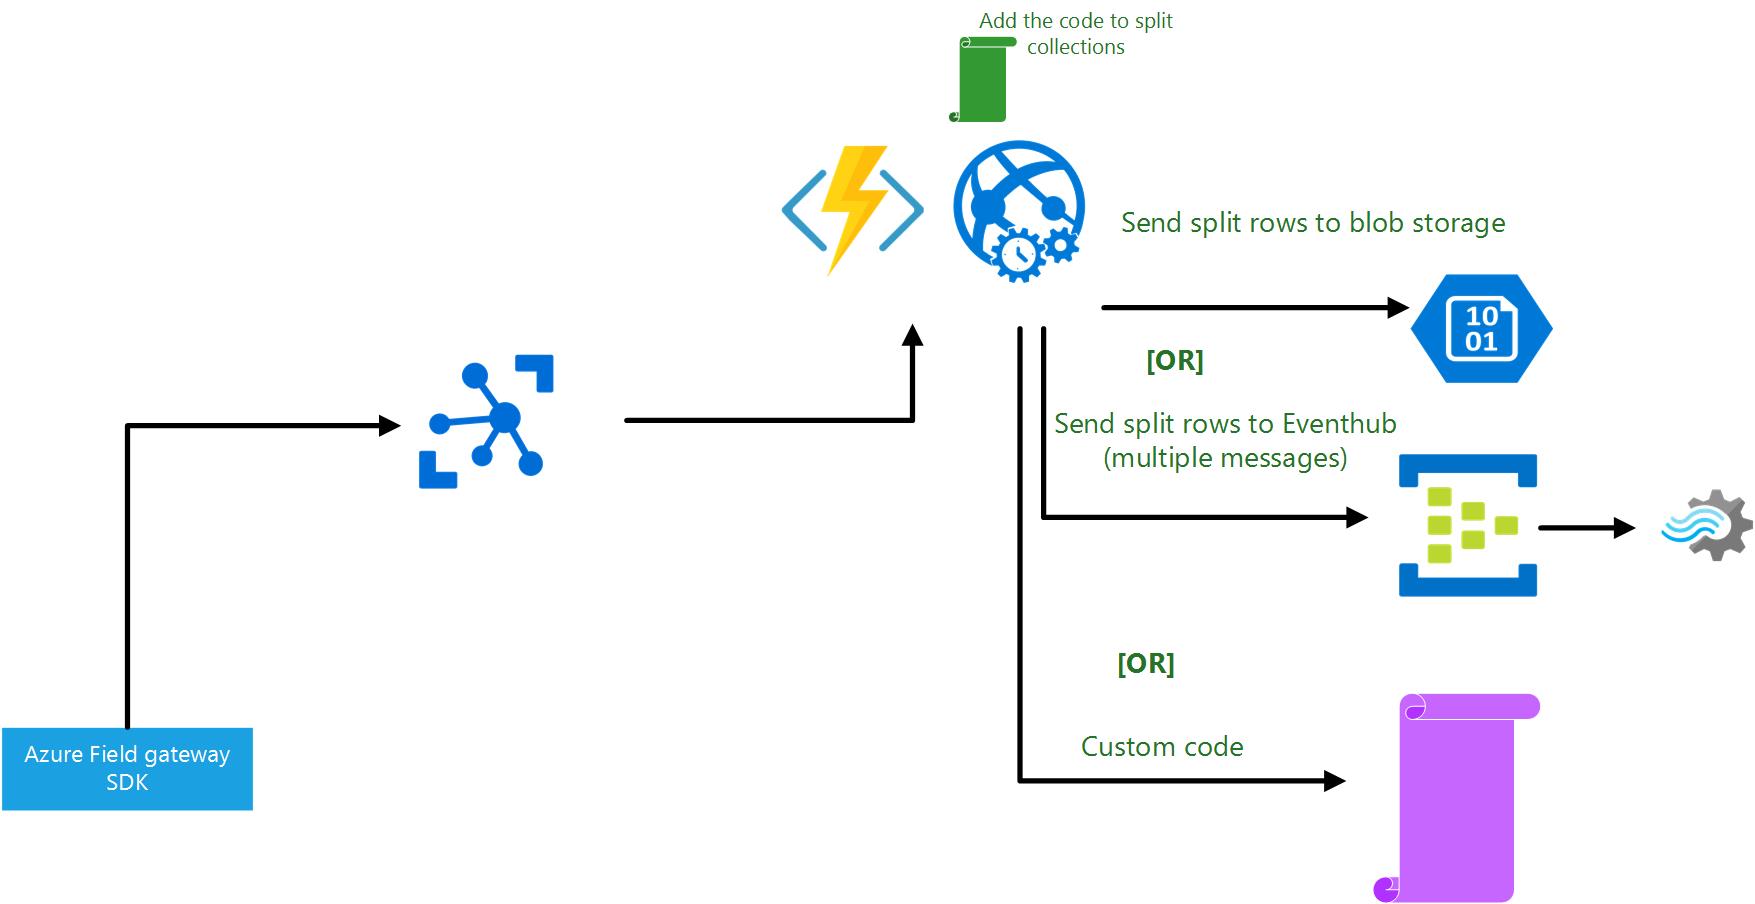 Add the code to split
collections
Send split rows to blob storage
10
01
[OR]
Send split rows to Eventhub
(multiple messages)
[OR]
Custom code
Azure Field gateway
SDK